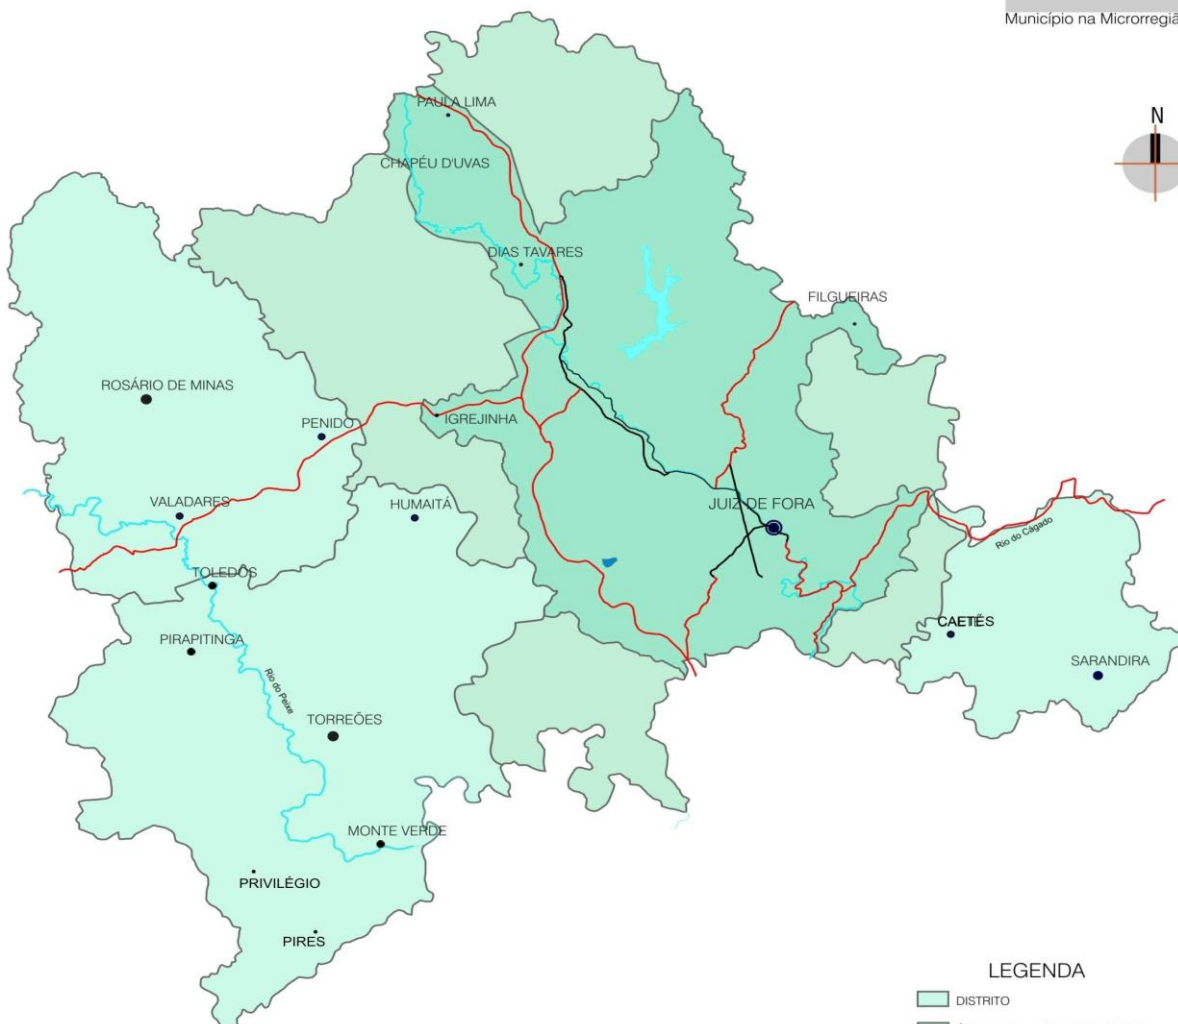 Município na Microrregiã
N
PAULA LIMA
CHAPÉU D'UVAS
DIAS TAVARES
FILGUEIRAS
ROSÁRIO DE MINAS
PENIDO
IGREJINHA
VALADARES
HUMAITÁ
JUIZ DE FORA
Rio do Cágado
TOLEDOS
CAETÉS
PIRAPITINGA
SARANDIRA
Rio do Peixe
TORREÕES
MONTE VERDE
PRIVILÉGIO
PIRES
LEGENDA
DISTRITO